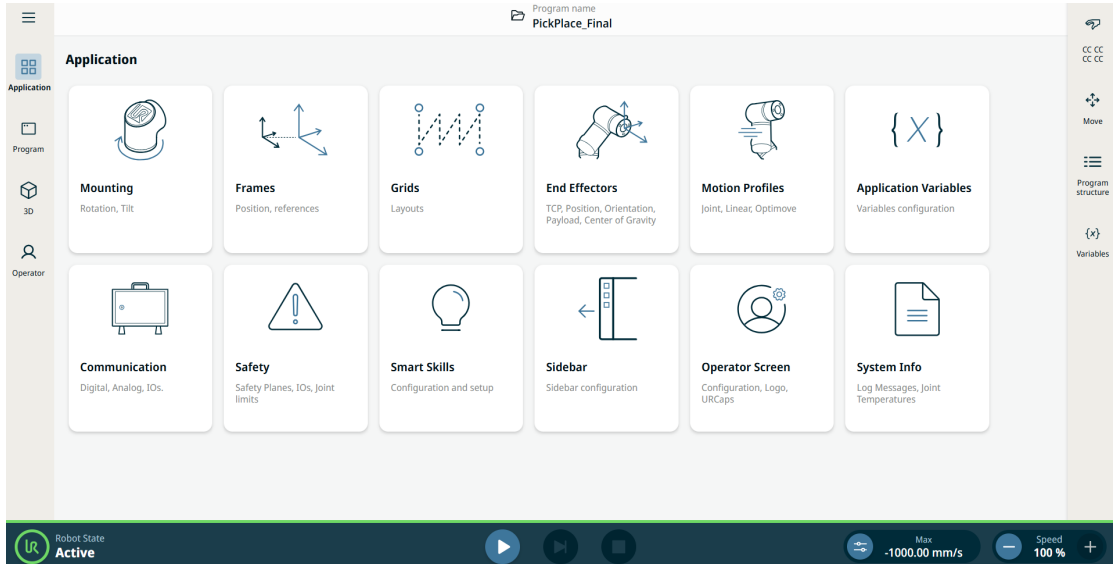 Program name
PickPlace_Final
CC CC
CC CC
Application
Application
Move
Program
Mounting
Rotation, Tilt
Frames
Position, references
Grids
Layouts
End Effectors
TCP, Position, Orientation,
Payload, Center of Gravity
Motion Profiles
Joint, Linear, Optimove
Application Variables
Variables configuration
Program
structure
3D
{x}
Variables
Operator
Communication
Digital, Analog, IOs.
Safety
Safety Planes, IOs, Joint
limits
Smart Skills
Configuration and setup
Sidebar
Sidebar configuration
Operator Screen
Configuration, Logo,
URCaps
System Info
Log Messages, Joint
Temperatures
UR
Robot State
Active
Max
-1000.00 mm/s
Speed
100 %